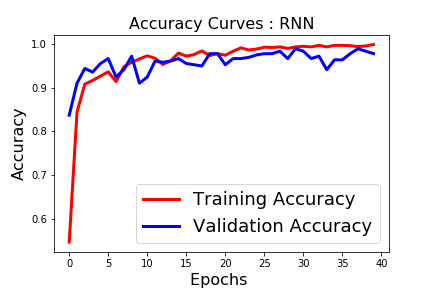 Accuracy Curves : RNN
1.0
0.9
0.8
0.7
0.6
Accuracy
Training Accuracy
Validation Accuracy
0 5 10 15 20 25 30 35 40
Epochs